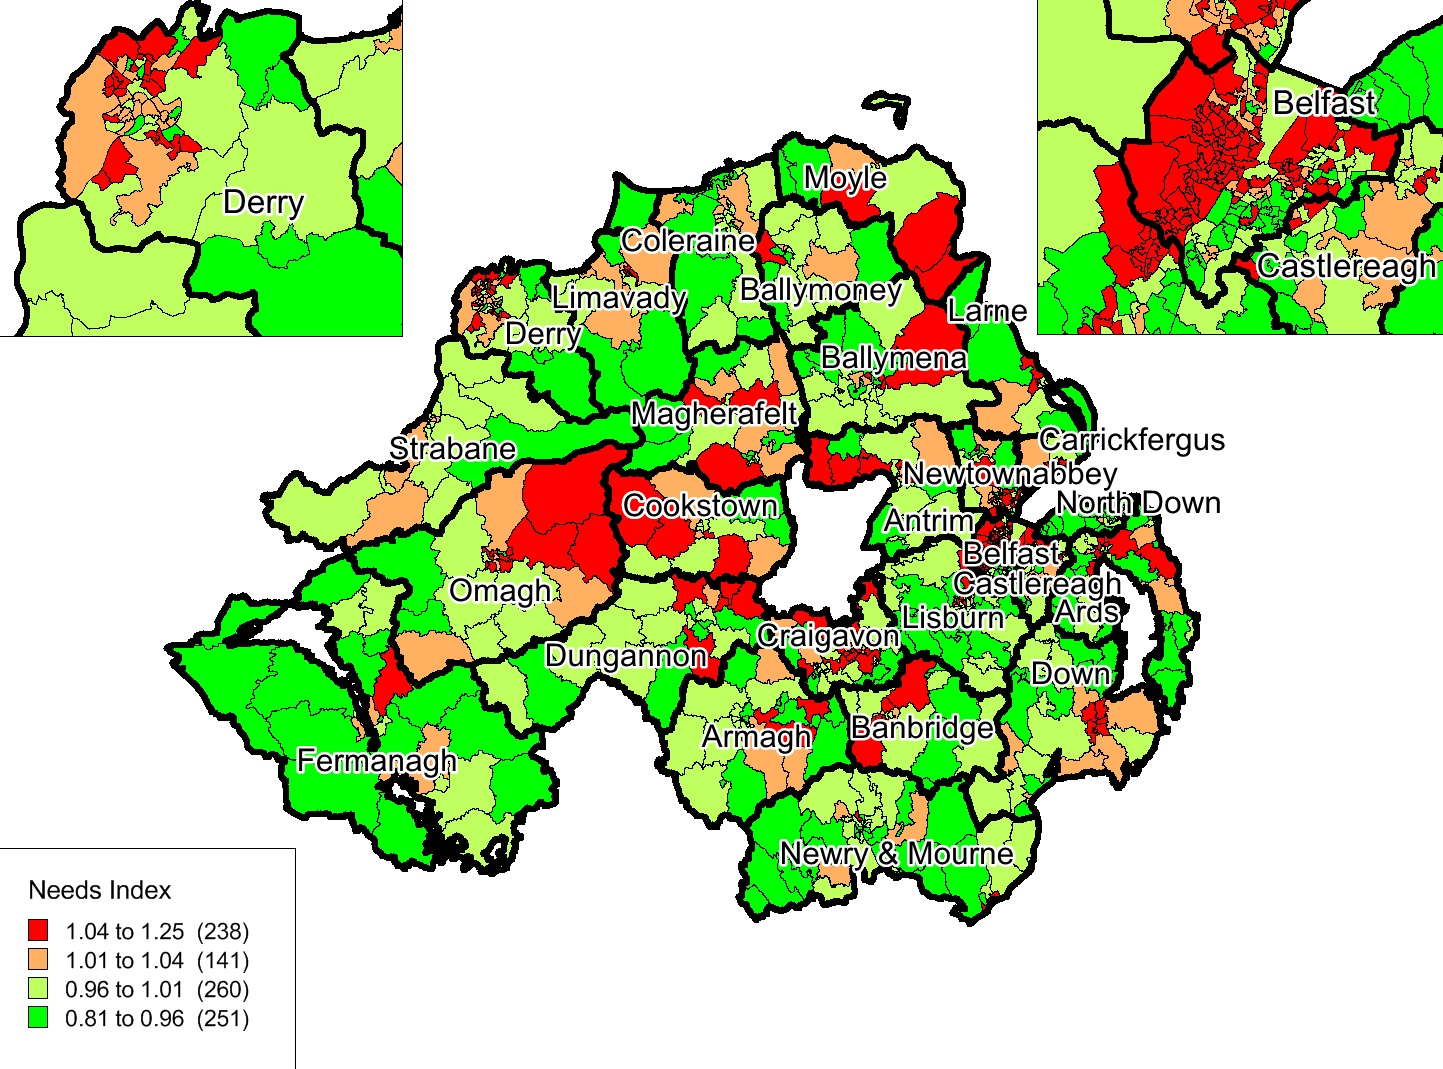 Derry
Belfast
Castlereagh
Moyle
Coleraine
Ballymoney
Limavady
Larne
Derry
Ballymena
Magherafelt
Carrickfergus
Strabane
Newtownabbey
Cookstown
North Down
Antrim
Belfast
Castlereagh
Omagh
Ards
Lisburn
Craigavon
Dungannon
Down
Banbridge
Armagh
Fermanagh
Newry & Mourne
Needs Index
1.04 to 1.25 (238)
1.01 to 1.04 (141)
0.96 to 1.01 (260)
0.81 to 0.96 (251)